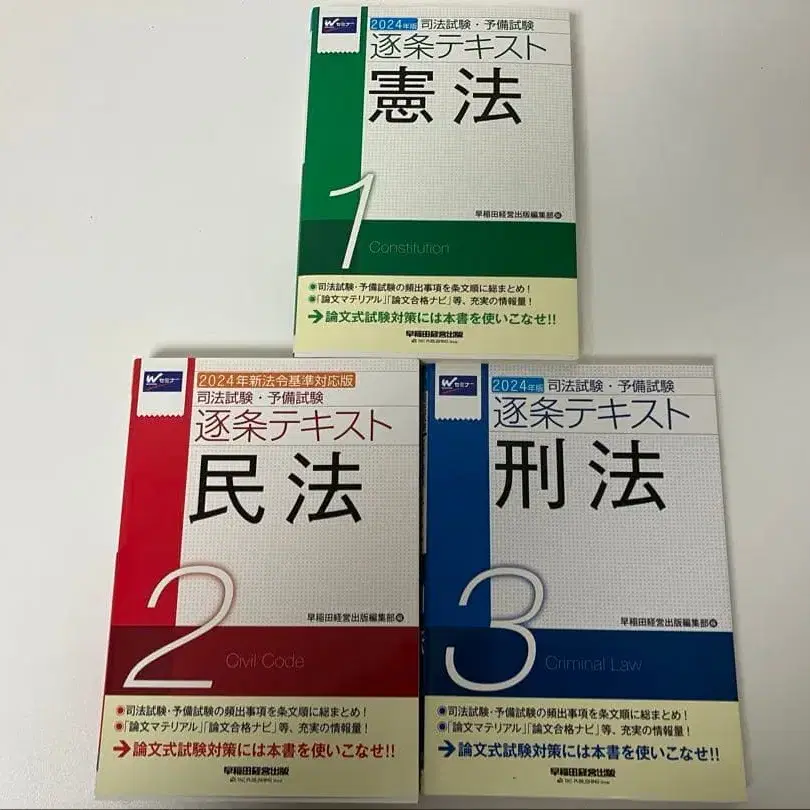 Wセミナー
2024年版 司法試験・予備試験
逐条テキスト
憲法
1
早稲田経営出版編集部 編
Constitution
●司法試験・予備試験の頻出事項を条文順に総まとめ!
●「論文マテリアル」「論文合格ナビ」等、充実の情報量!
→論文式試験対策には本書を使いこなせ!!
早稲田経営出版
TAC PUBLISHING Group
Wセミナー
2024年新法令基準対応版
司法試験・予備試験
逐条テキスト
民法
2
早稲田経営出版編集部 編
Civil Code
●司法試験・予備試験の頻出事項を条文順に総まとめ!
●「論文マテリアル」「論文合格ナビ」等、充実の情報量!
→論文式試験対策には本書を使いこなせ!!
早稲田経営出版
TAC PUBLISHING Group
Wセミナー
2024年版 司法試験・予備試験
逐条テキスト
刑法
3
早稲田経営出版編集部 編
Criminal Law
●司法試験・予備試験の頻出事項を条文順に総まとめ!
●「論文マテリアル」「論文合格ナビ」等、充実の情報量!
→論文式試験対策には本書を使いこなせ!!
早稲田経営出版
TAC PUBLISHING Group